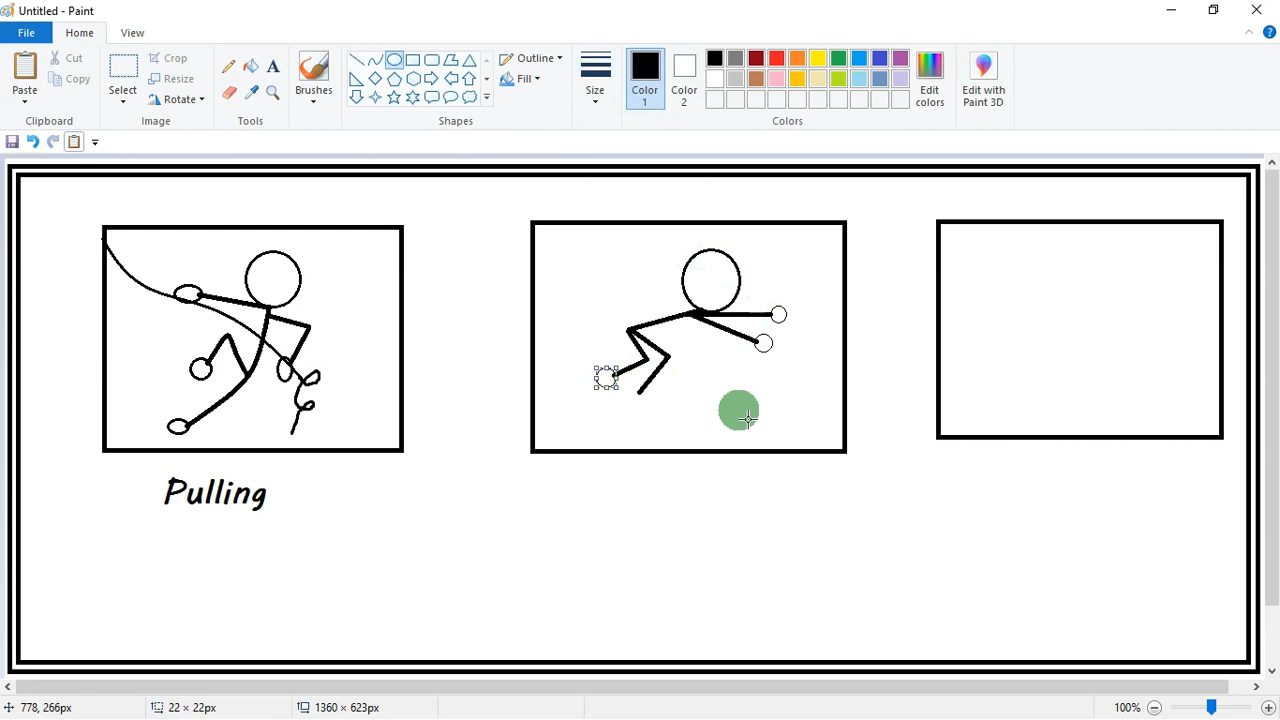 Untitled - Paint
File
Home
View
Paste
Cut
Copy
Clipboard
Select
Crop
Resize
Rotate
Image
A
Tools
Brushes
Shapes
Outline
Fill
Size
Color 1
Color 2
Edit colors
Colors
Edit with Paint 3D
Pulling
778, 266px
22 × 22px
1360 × 623px
100%